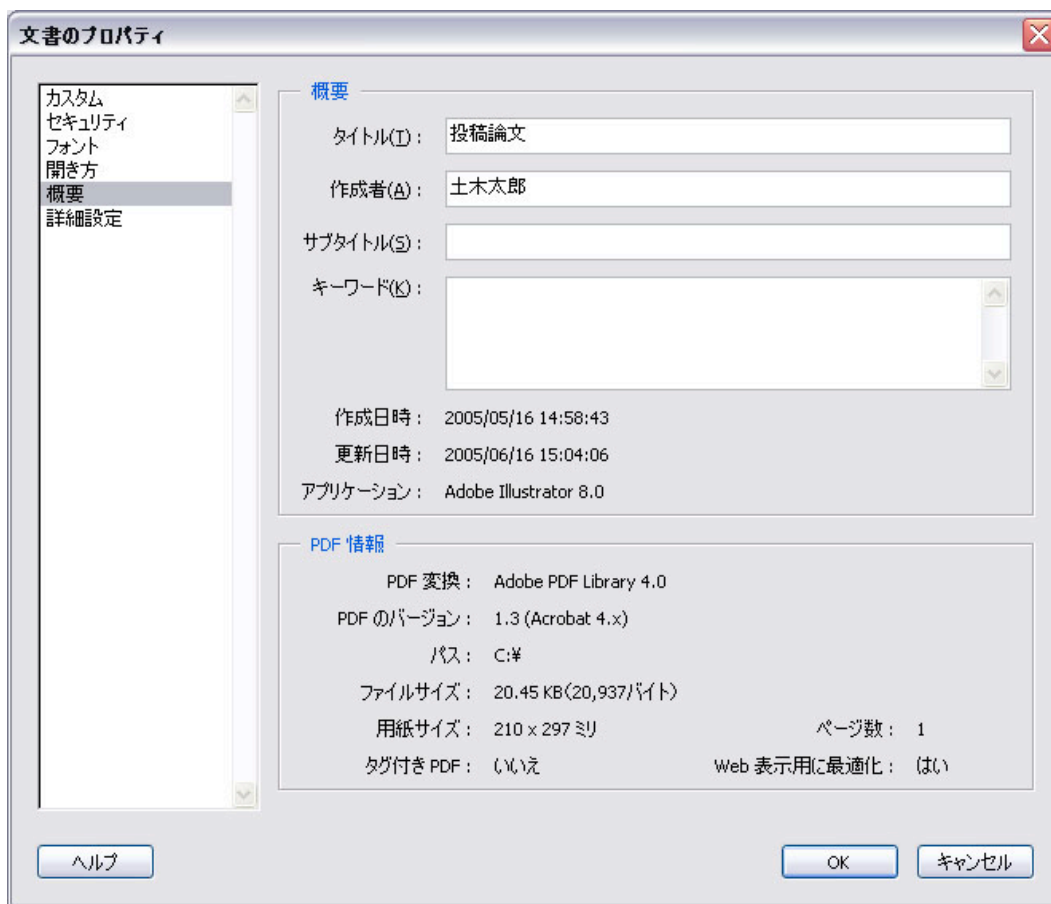 文書のプロパティ
カスタム
セキュリティ
フォント
開き方
概要
詳細設定
概要
タイトル(T)： 投稿論文
作成者(A)： 土木太郎
サブタイトル(S)：
キーワード(K)：
作成日時： 2005/05/16 14:58:43
更新日時： 2005/06/16 15:04:06
アプリケーション： Adobe Illustrator 8.0
PDF 情報
PDF 変換： Adobe PDF Library 4.0
PDF のバージョン： 1.3 (Acrobat 4.x)
パス： C:¥
ファイルサイズ： 20.45 KB(20,937バイト)
用紙サイズ： 210 x 297 ミリ ページ数： 1
タグ付き PDF： いいえ Web 表示用に最適化： はい
ヘルプ OK キャンセル